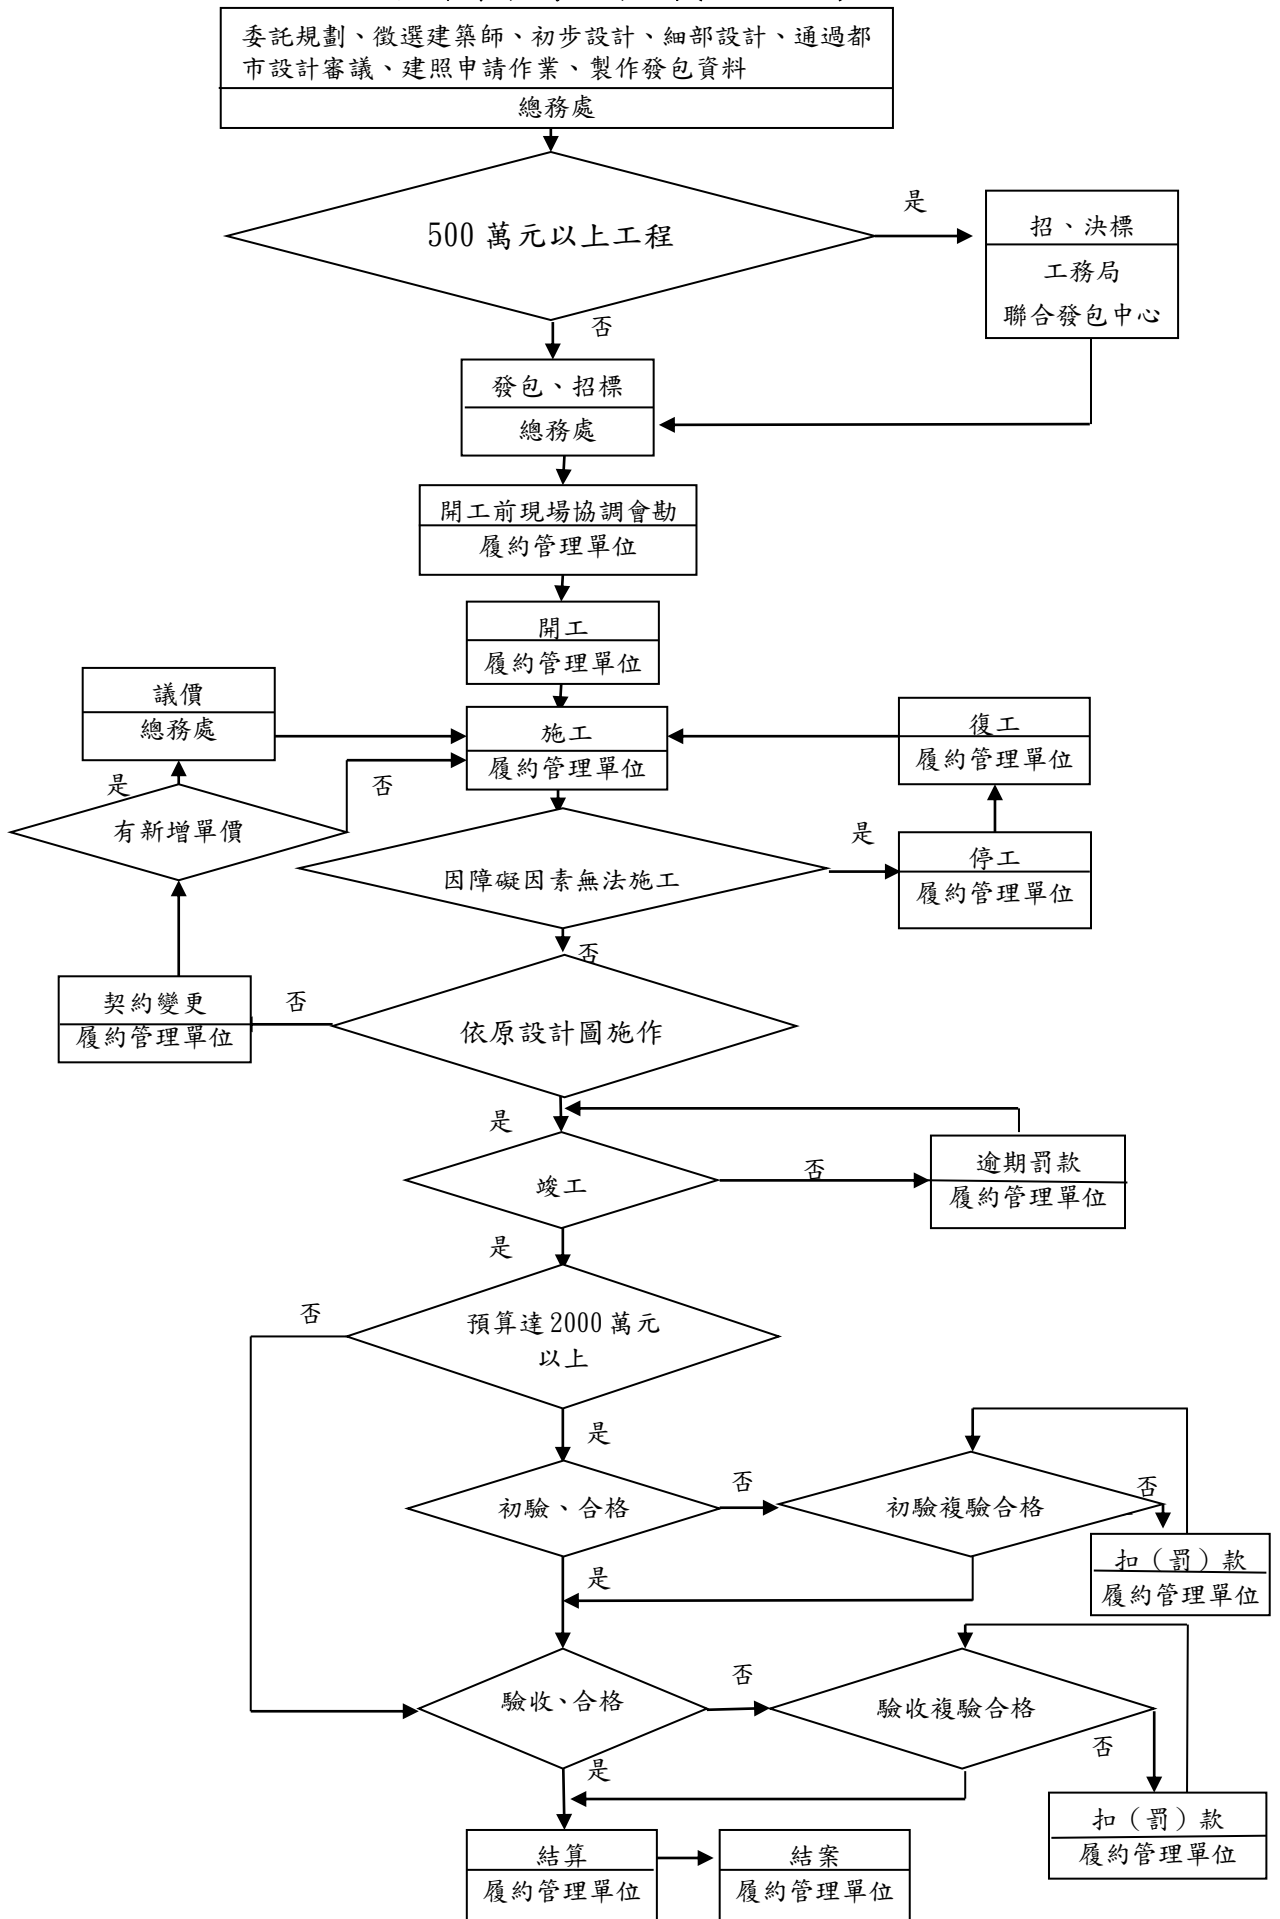 委託規劃、徵選建築師、初步設計、細部設計、通過都
市設計審議、建照申請作業、製作發包資料
總務處
500 萬元以上工程
是
招、決標
工務局
聯合發包中心
否
發包、招標
總務處
開工前現場協調會勘
履約管理單位
開工
履約管理單位
議價
總務處
施工
履約管理單位
復工
履約管理單位
是
否
有新增單價
因障礙因素無法施工
是
停工
履約管理單位
否
契約變更
履約管理單位
否
依原設計圖施作
是
竣工
否
逾期罰款
履約管理單位
是
否
預算達 2000 萬元
以上
是
初驗、合格
否
初驗複驗合格
否
扣（罰）款
履約管理單位
是
驗收、合格
否
驗收複驗合格
否
扣（罰）款
履約管理單位
是
結算
履約管理單位
結案
履約管理單位